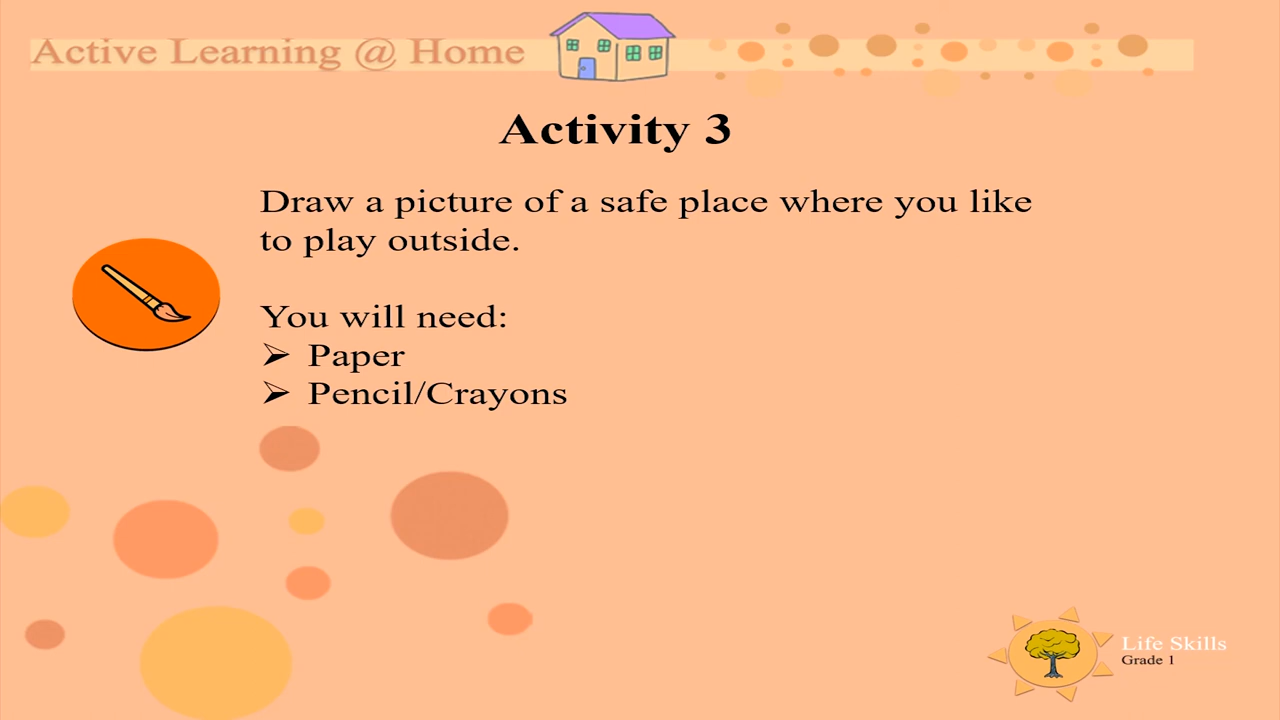 Active Learning @ Home
Activity 3
Draw a picture of a safe place where you like
to play outside.
You will need:
➢ Paper
➢ Pencil/Crayons
Life Skills
Grade 1